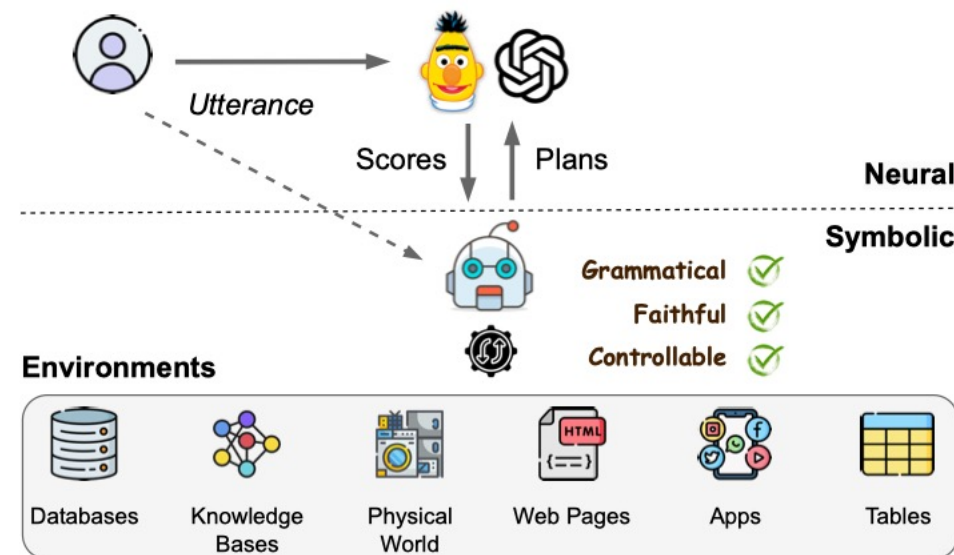 Utterance
Scores
Plans
Neural
Symbolic
Grammatical
Faithful
Controllable
Environments
HTML
{==}
Databases
Knowledge
Bases
Physical
World
Web Pages
Apps
Tables